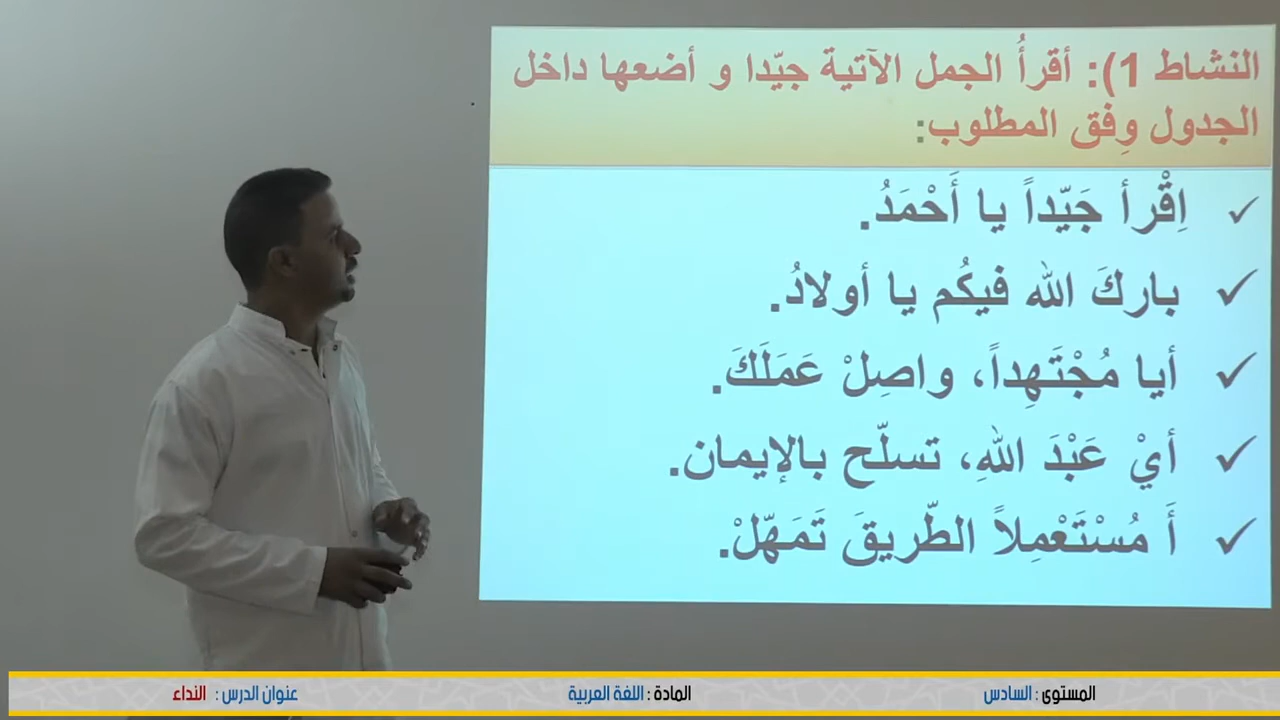 النشاط 1): أقرأُ الجمل الآتية جيّدا و أضعها داخل
الجدول وِفق المطلوب:
✓ اِقْرأ جَيّداً يا أَحْمَدُ.
✓ باركَ الله فيكُم يا أولادُ.
✓ أيا مُجْتَهِداً، واصِلْ عَمَلَكَ.
✓ أيْ عَبْدَ اللهِ، تسلّح بالإيمان.
✓ أَ مُسْتَعْمِلاً الطّريقَ تَمَهّلْ.
المستوى : السادس
المادة : اللغة العربية
عنوان الدرس : النداء